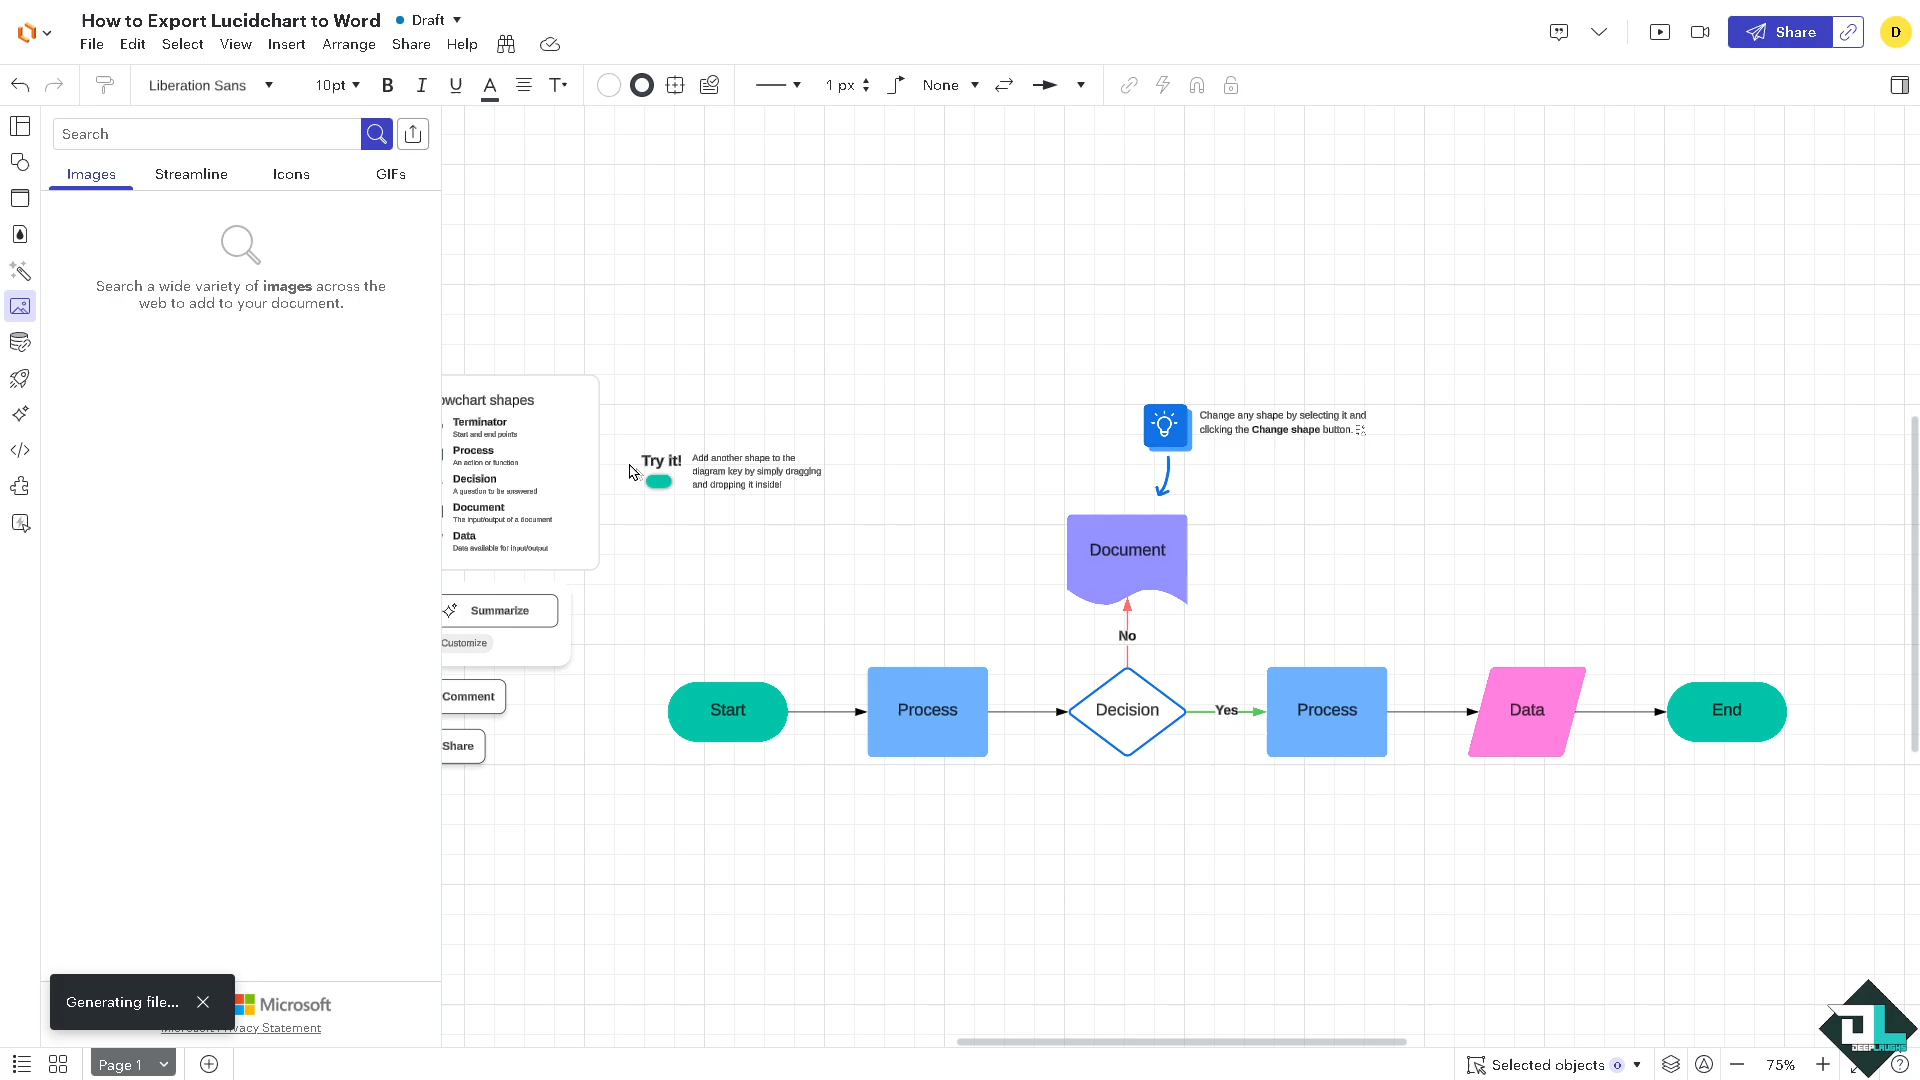 How to Export Lucidchart to Word
Draft
File Edit Select View Insert Arrange Share Help
Share
D
Liberation Sans
10pt
B I U A T
1 px
None
Search
Images Streamline Icons GIFs
Search a wide variety of images across the
web to add to your document.
owchart shapes
Terminator
Start and end points
Process
An action or function
Decision
A question to be answered
Document
The input/output of a document
Data
Data available for input/output
Try it!
Add another shape to the
diagram key by simply dragging
and dropping it inside!
Change any shape by selecting it and
clicking the Change shape button.
Summarize
Customize
Comment
Share
Document
No
Start
Process
Decision
Yes
Process
Data
End
Generating file...
Microsoft
Microsoft Privacy Statement
Page 1
Selected objects 0
75%
DEEPLAUGHS